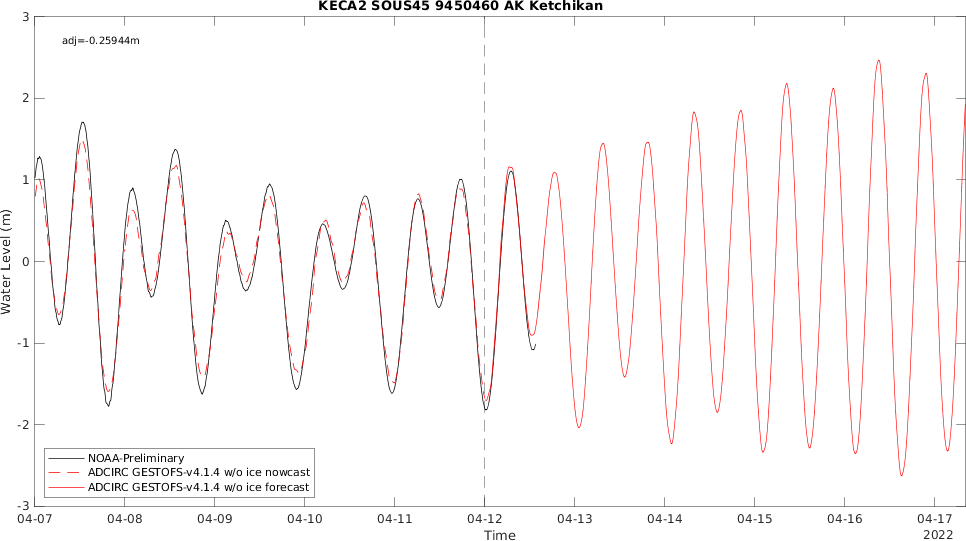 KECA2 SOUS45 9450460 AK Ketchikan
adj=-0.25944m
3
2
1
0
-1
-2
-3
Water Level (m)
NOAA-Preliminary
ADCIRC GESTOFS-v4.1.4 w/o ice nowcast
ADCIRC GESTOFS-v4.1.4 w/o ice forecast
04-07 04-08 04-09 04-10 04-11 04-12 04-13 04-14 04-15 04-16 04-17
Time 2022